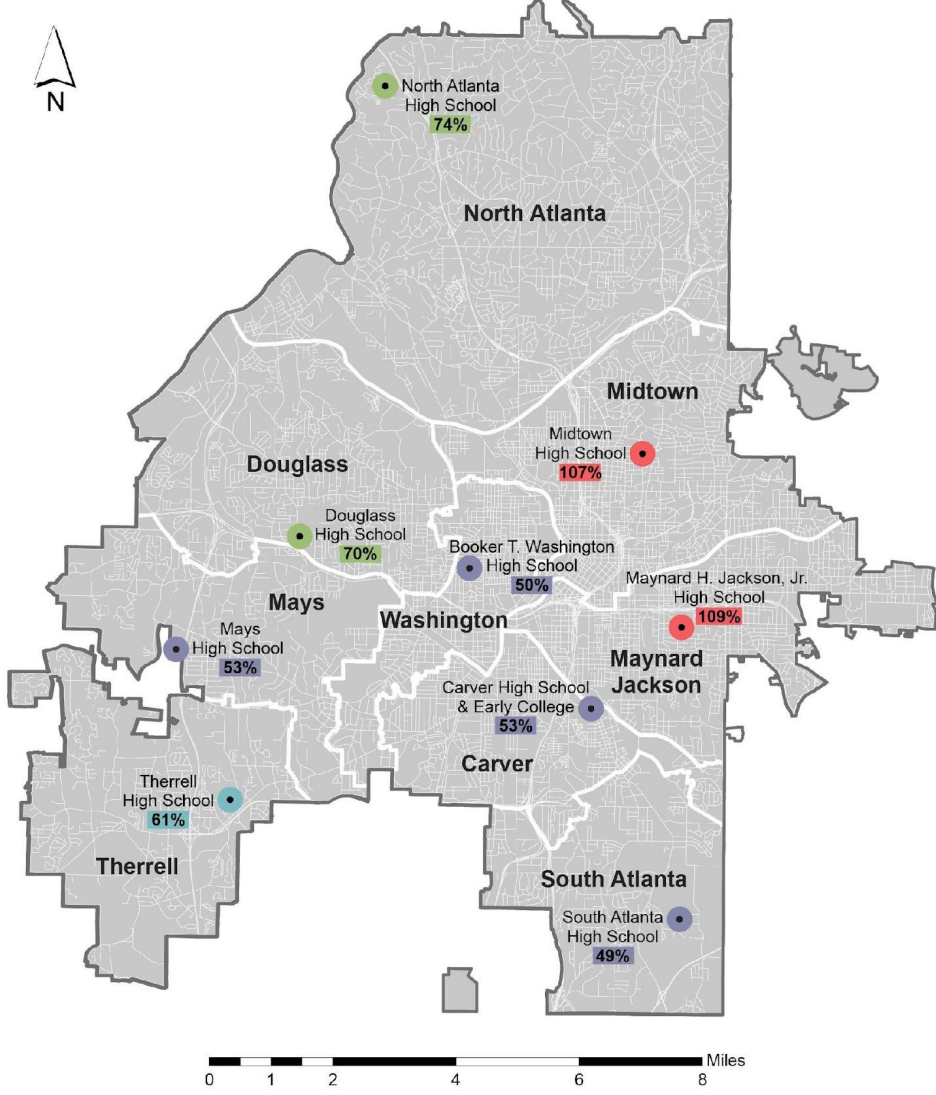 N
North Atlanta
High School
74%
North Atlanta
Midtown
Midtown
High School
107%
Douglass
Douglass
High School
70%
Booker T. Washington
High School
50%
Maynard H. Jackson, Jr.
High School
109%
Mays
Washington
Mays
High School
53%
Maynard
Jackson
Carver High School
& Early College
53%
Carver
Therrell
High School
61%
Therrell
South Atlanta
South Atlanta
High School
49%
Miles
0 1 2 4 6 8